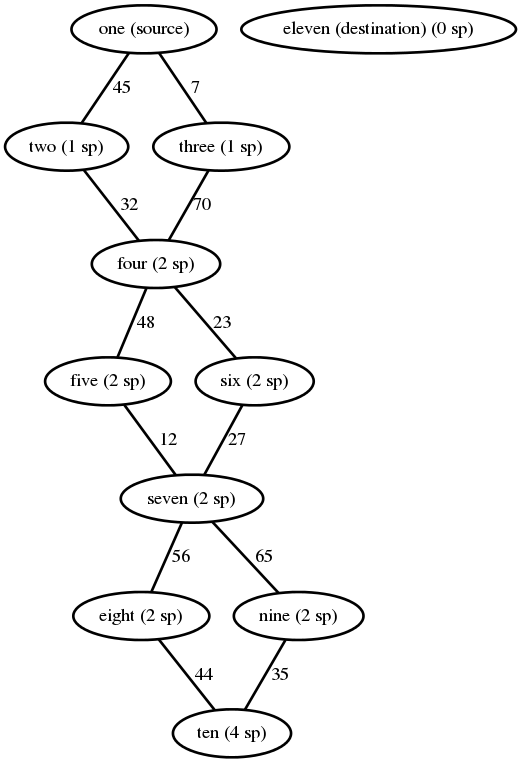 one (source)
eleven (destination) (0 sp)
45
7
two (1 sp)
three (1 sp)
32
70
four (2 sp)
48
23
five (2 sp)
six (2 sp)
12
27
seven (2 sp)
56
65
eight (2 sp)
nine (2 sp)
44
35
ten (4 sp)